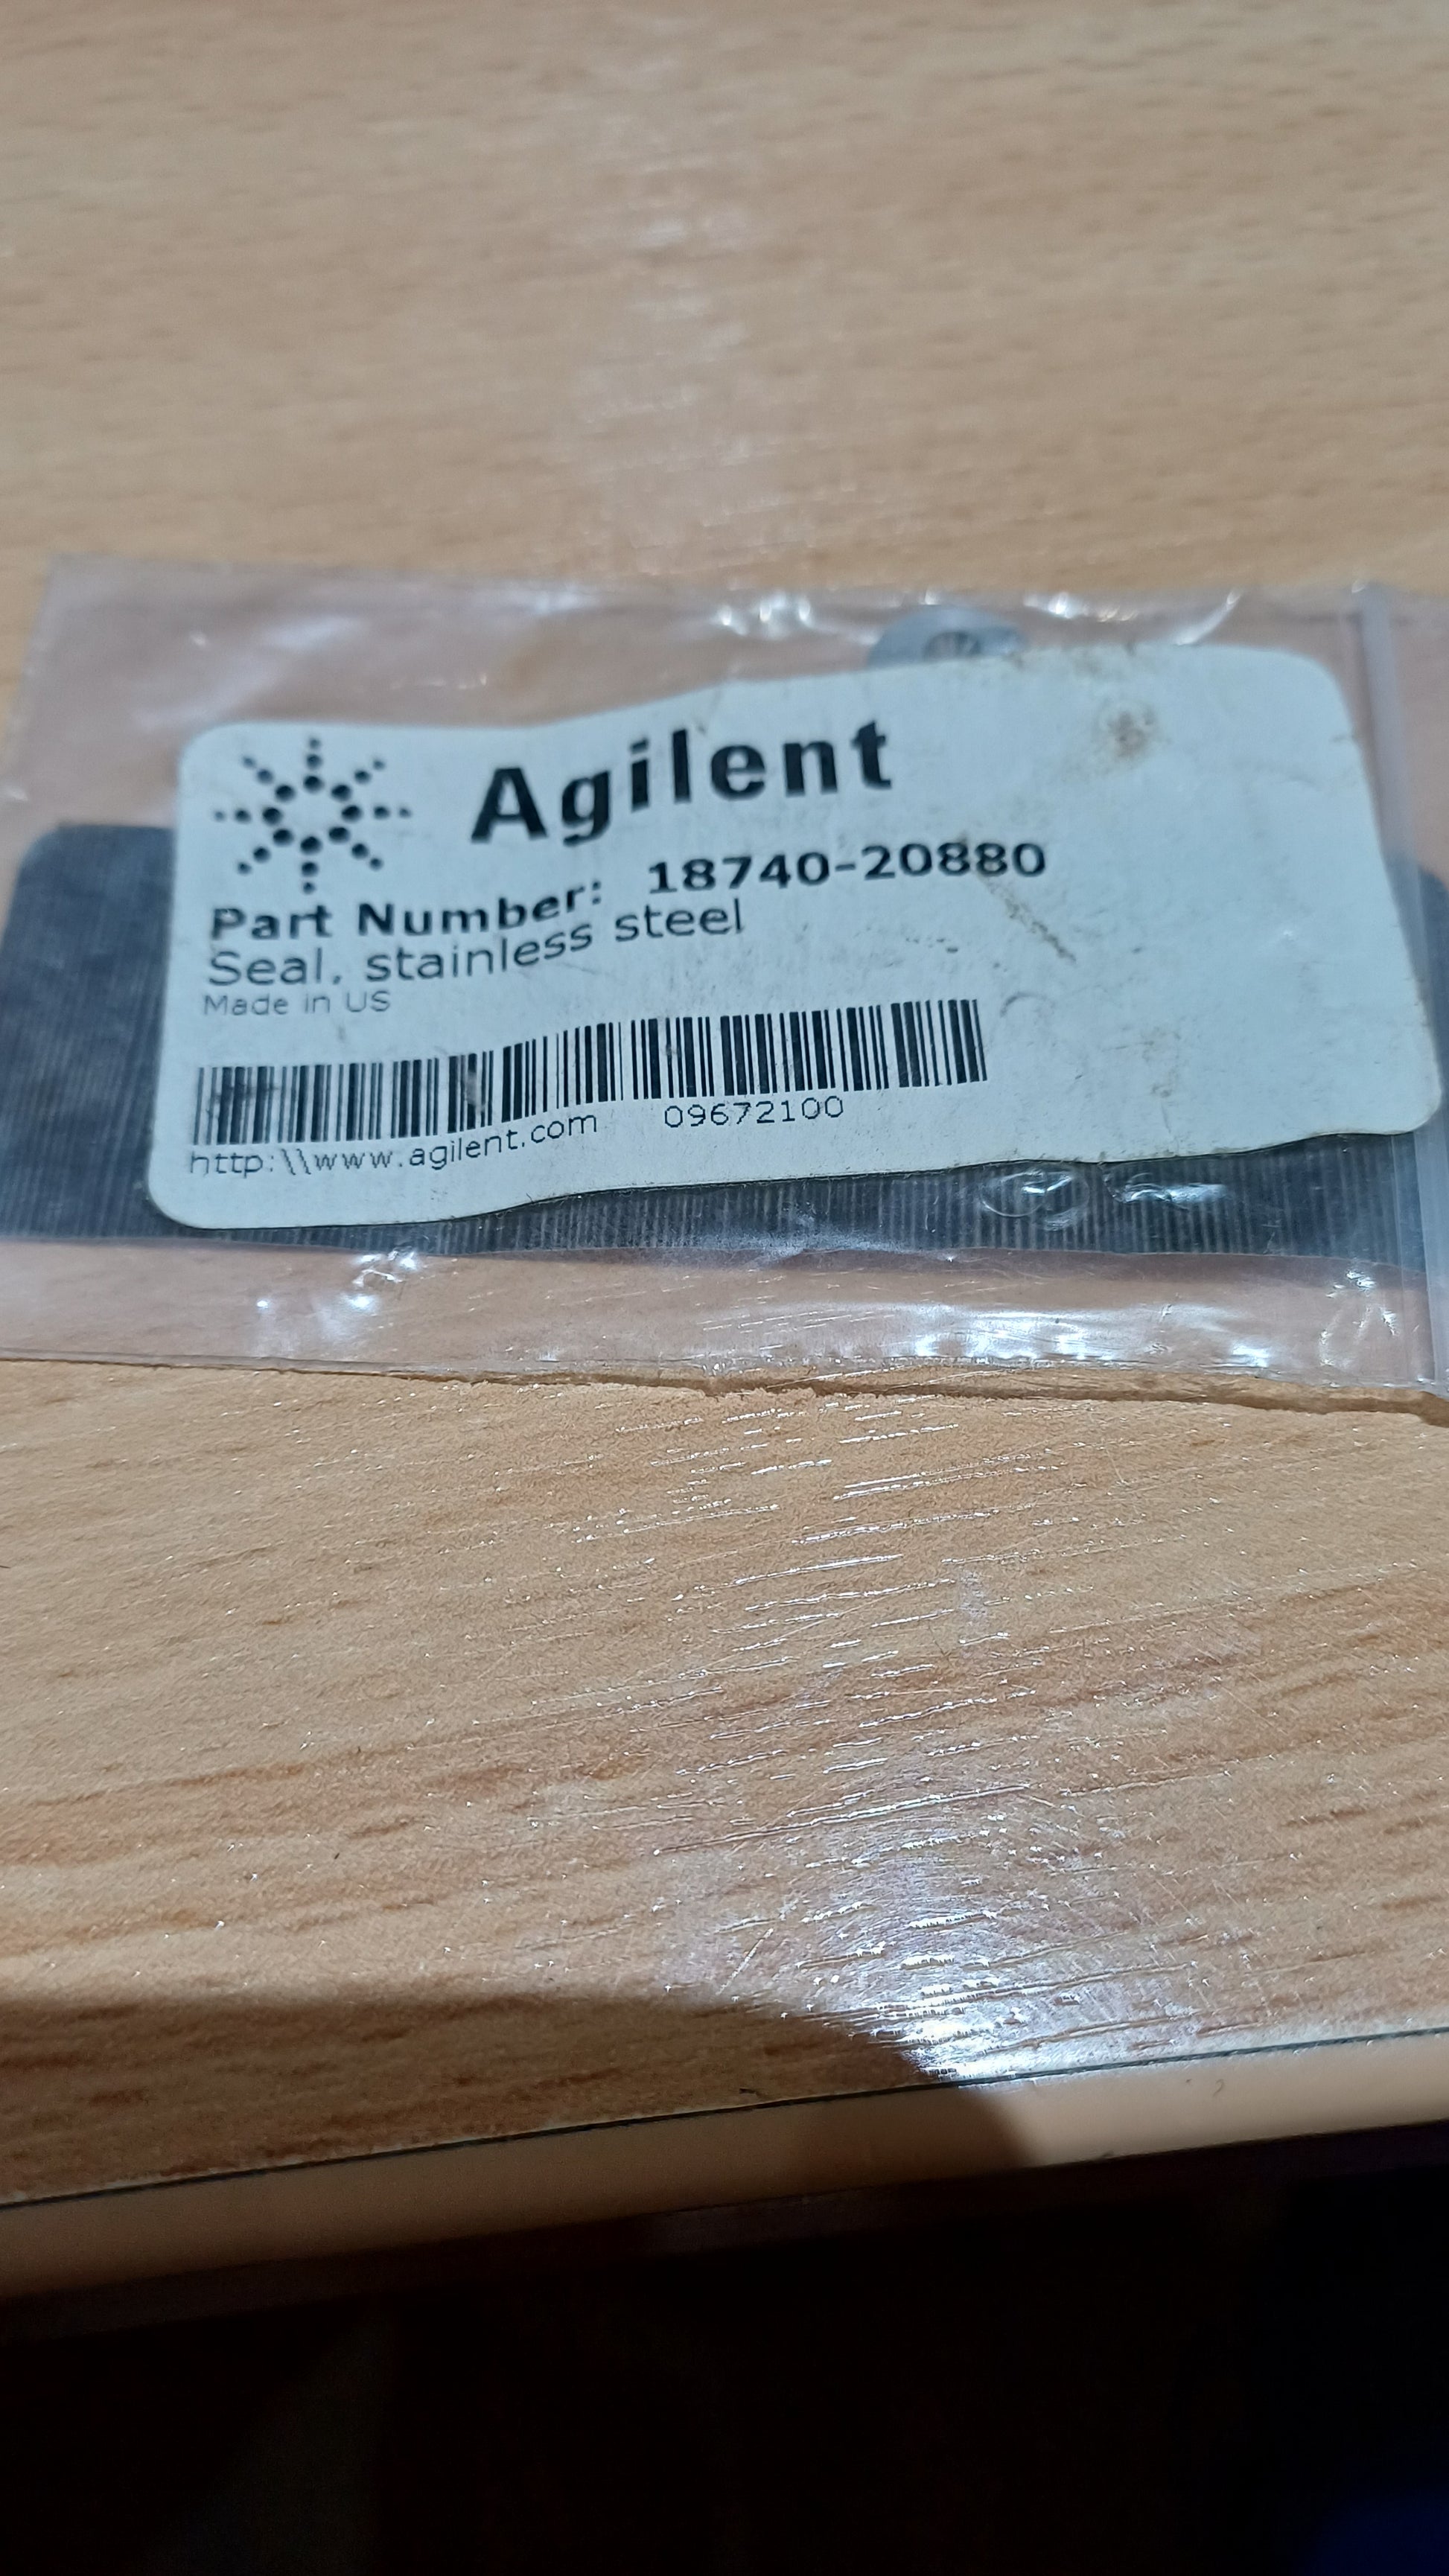 Agilent
Part Number: 18740-20880
Seal, stainless steel
Made in US
http:\\www.agilent.com 09672100